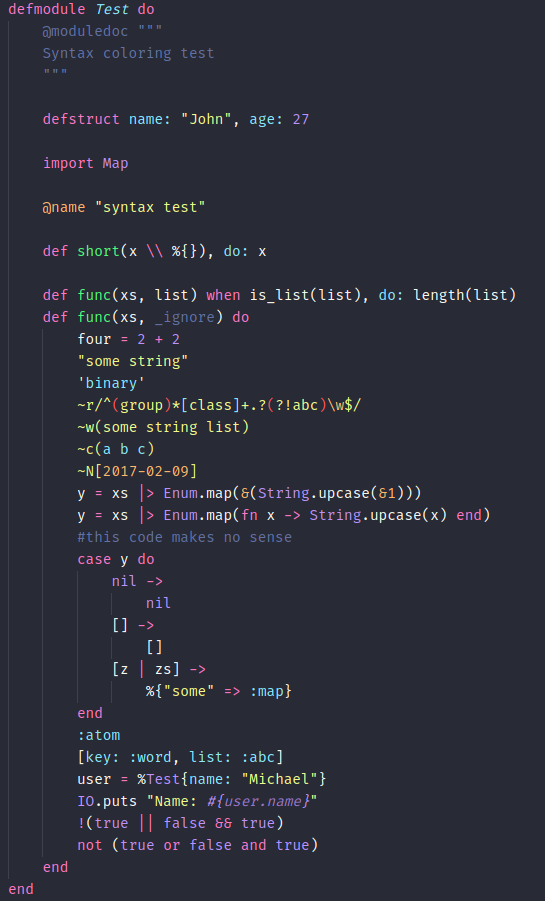 defmodule Test do
    @moduledoc """
    Syntax coloring test
    """

    defstruct name: "John", age: 27

    import Map

    @name "syntax test"

    def short(x \\ %{}), do: x

    def func(xs, list) when is_list(list), do: length(list)
    def func(xs, _ignore) do
        four = 2 + 2
        "some string"
        'binary'
        ~r/^(group)*[class]+.?(?!abc)\w$/
        ~w(some string list)
        ~c(a b c)
        ~N[2017-02-09]
        y = xs |> Enum.map(&(String.upcase(&1)))
        y = xs |> Enum.map(fn x -> String.upcase(x) end)
        #this code makes no sense
        case y do
            nil ->
                nil
            [] ->
                []
            [z | zs] ->
                %{"some" => :map}
        end
        :atom
        [key: :word, list: :abc]
        user = %Test{name: "Michael"}
        IO.puts "Name: #{user.name}"
        !(true || false && true)
        not (true or false and true)
    end
end